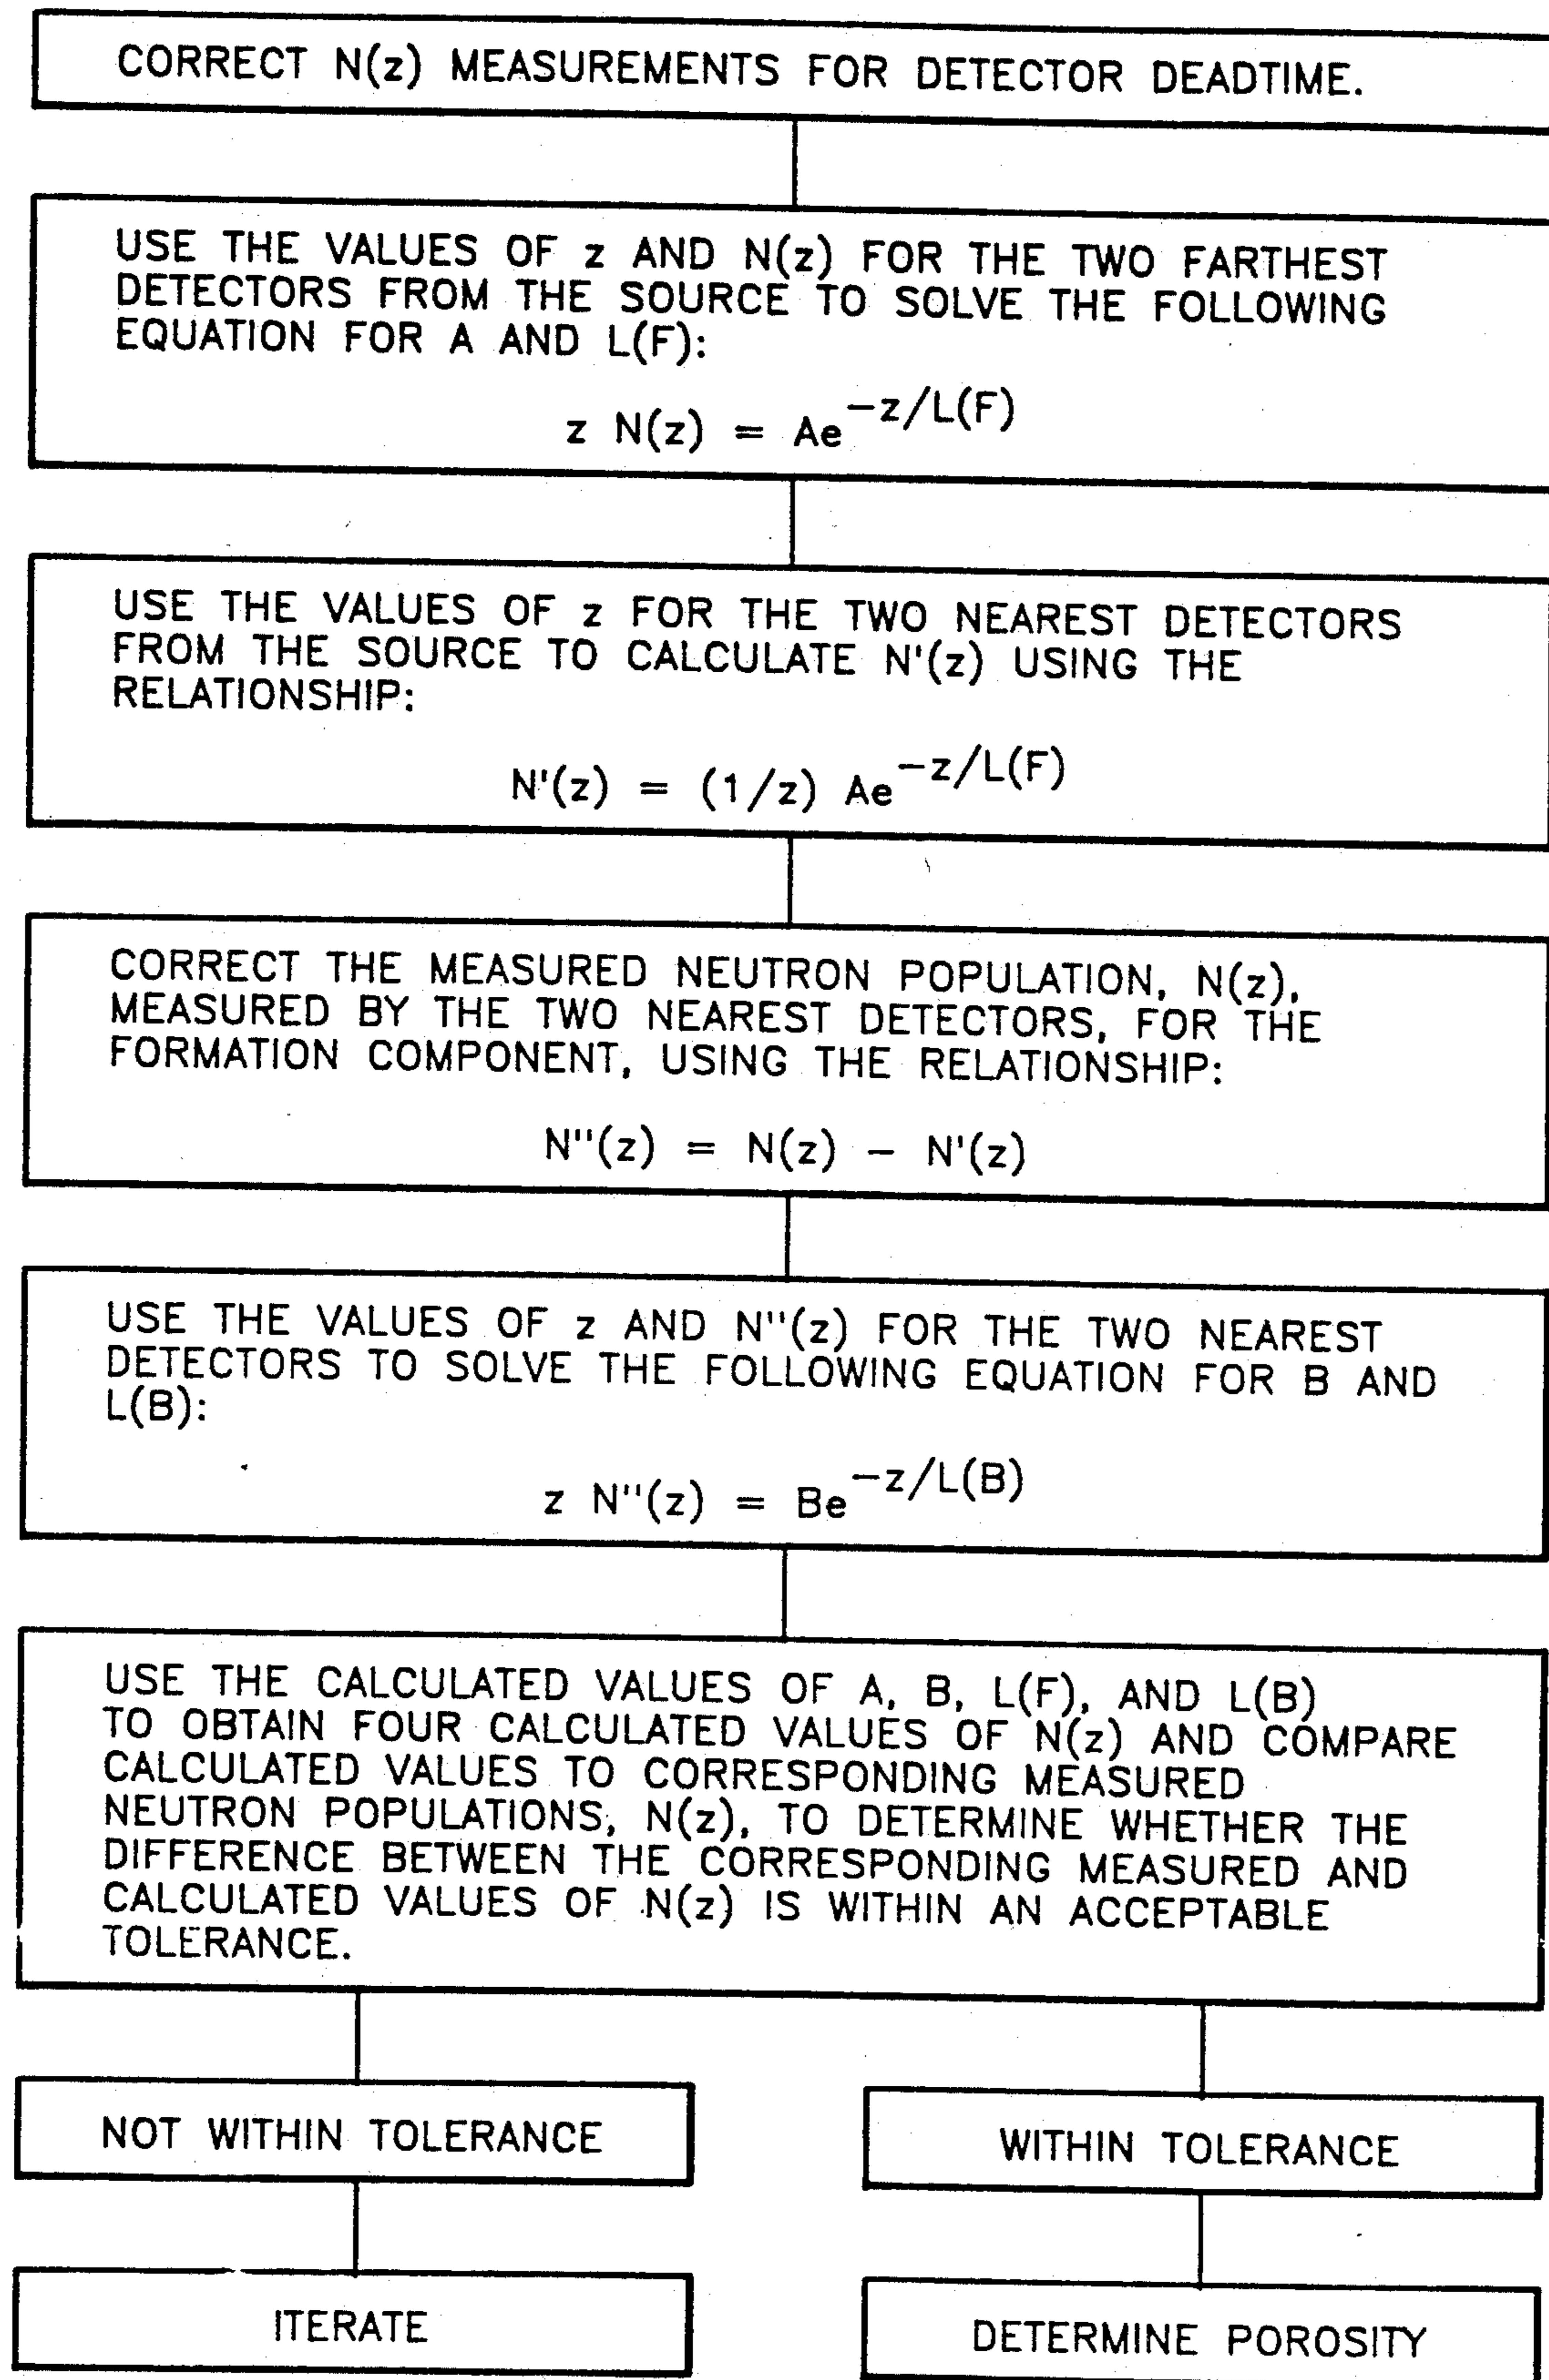 CORRECT N(z) MEASUREMENTS FOR DETECTOR DEADTIME.
USE THE VALUES OF z AND N(z) FOR THE TWO FARTHEST
DETECTORS FROM THE SOURCE TO SOLVE THE FOLLOWING
EQUATION FOR A AND L(F):
z N(z) = Ae^-z/L(F)
USE THE VALUES OF z FOR THE TWO NEAREST DETECTORS
FROM THE SOURCE TO CALCULATE N'(z) USING THE
RELATIONSHIP:
N'(z) = (1/z) Ae^-z/L(F)
CORRECT THE MEASURED NEUTRON POPULATION, N(z),
MEASURED BY THE TWO NEAREST DETECTORS, FOR THE
FORMATION COMPONENT, USING THE RELATIONSHIP:
N''(z) = N(z) - N'(z)
USE THE VALUES OF z AND N''(z) FOR THE TWO NEAREST
DETECTORS TO SOLVE THE FOLLOWING EQUATION FOR B AND
L(B):
z N''(z) = Be^-z/L(B)
USE THE CALCULATED VALUES OF A, B, L(F), AND L(B)
TO OBTAIN FOUR CALCULATED VALUES OF N(z) AND COMPARE
CALCULATED VALUES TO CORRESPONDING MEASURED
NEUTRON POPULATIONS, N(z), TO DETERMINE WHETHER THE
DIFFERENCE BETWEEN THE CORRESPONDING MEASURED AND
CALCULATED VALUES OF N(z) IS WITHIN AN ACCEPTABLE
TOLERANCE.
NOT WITHIN TOLERANCE
WITHIN TOLERANCE
ITERATE
DETERMINE POROSITY